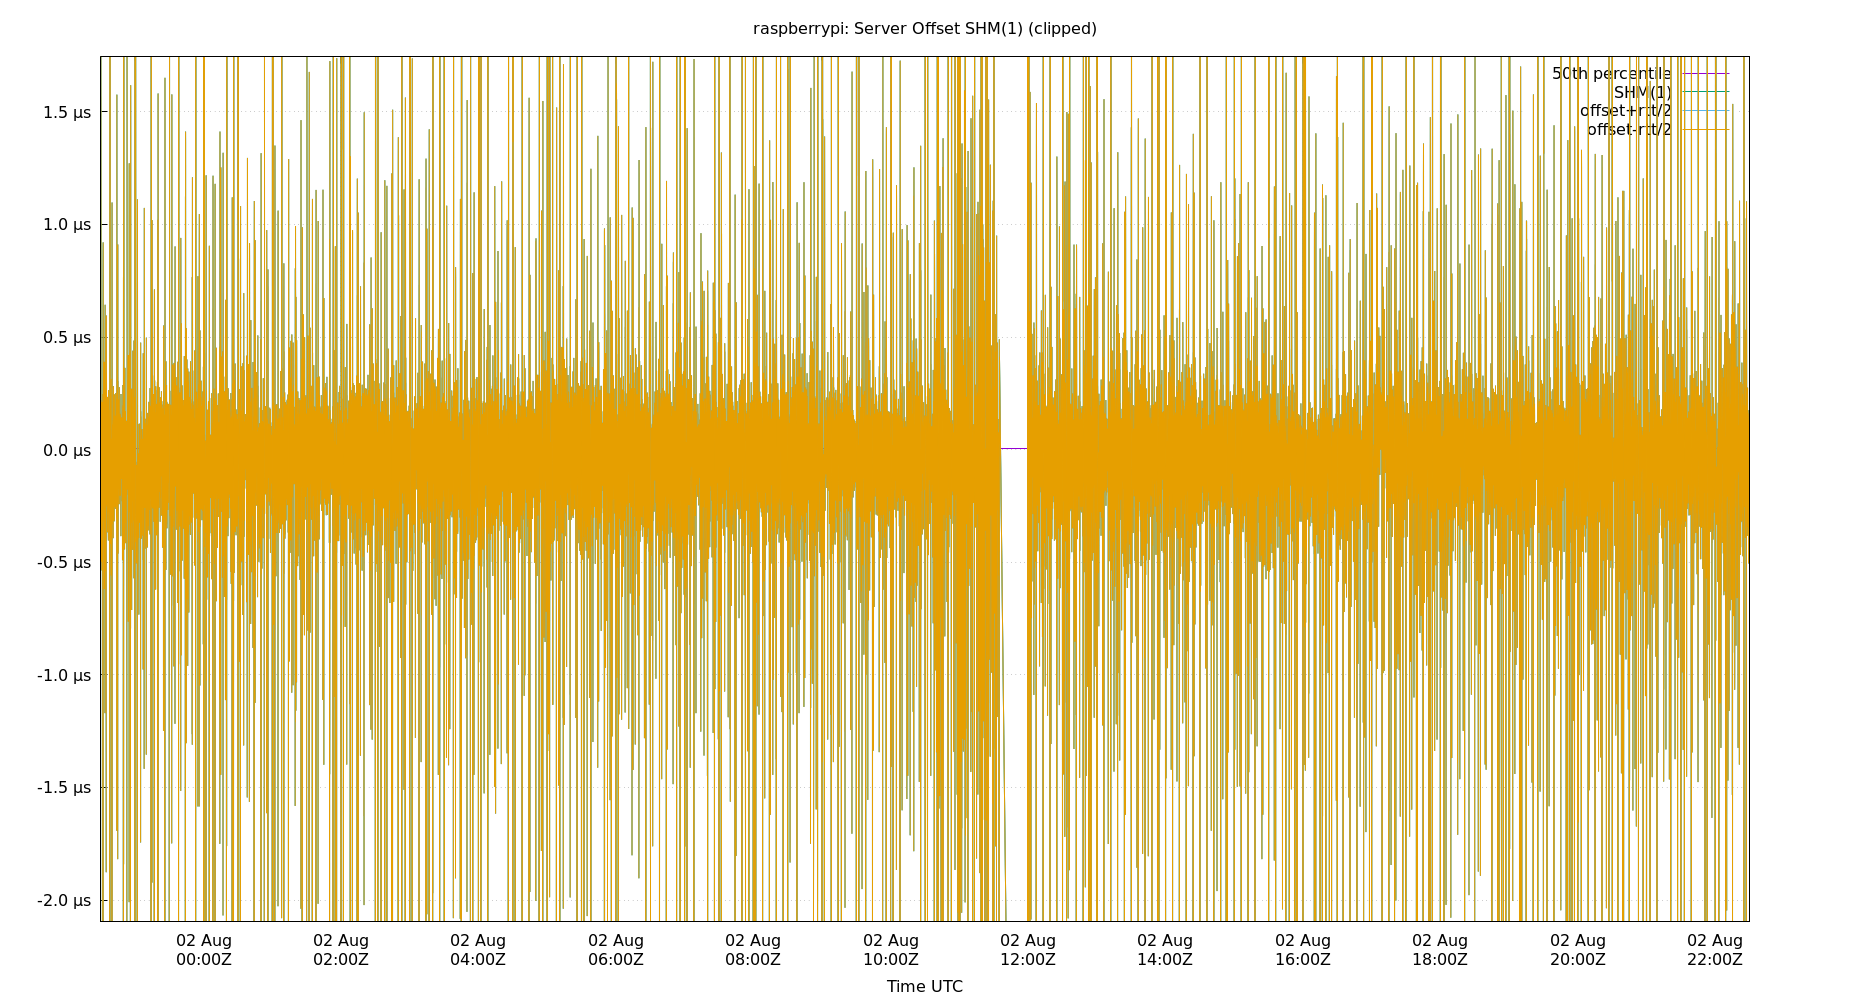 raspberrypi: Server Offset SHM(1) (clipped)
50th percentile
SHM(1)
offset+rtt/2
offset-rtt/2
1.5 µs
1.0 µs
0.5 µs
0.0 µs
-0.5 µs
-1.0 µs
-1.5 µs
-2.0 µs
02 Aug 02 Aug 02 Aug 02 Aug 02 Aug 02 Aug 02 Aug 02 Aug 02 Aug 02 Aug 02 Aug 02 Aug
00:00Z 02:00Z 04:00Z 06:00Z 08:00Z 10:00Z 12:00Z 14:00Z 16:00Z 18:00Z 20:00Z 22:00Z
Time UTC